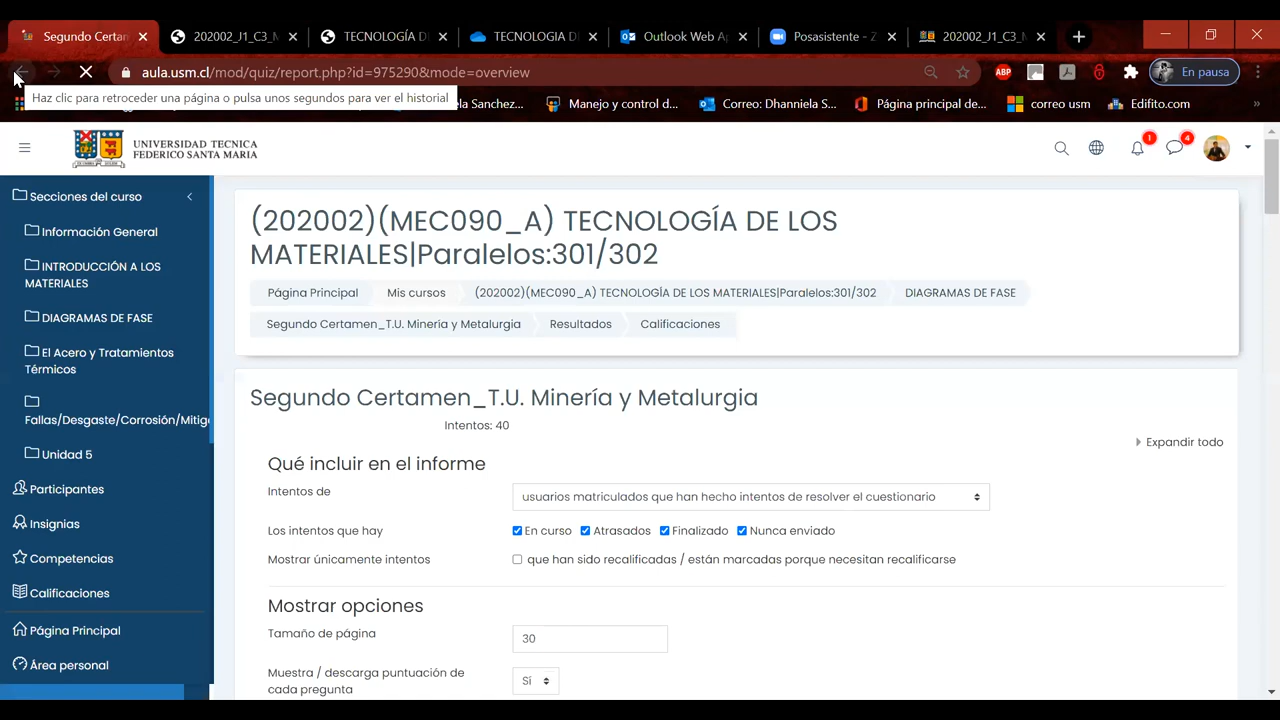 Segundo Certan
202002_J1_C3_M
TECNOLOGÍA D
TECNOLOGIA D
Outlook Web A
Posasistente - Z
202002_J1_C3_M
aula.usm.cl/mod/quiz/report.php?id=975290&mode=overview
ABP
En pausa
Haz clic para retroceder una página o pulsa unos segundos para ver el historial
ela Sanchez...
Manejo y control d...
Correo: Dhanniela S...
Página principal de...
correo usm
Edifito.com
»
UNIVERSIDAD TECNICA
FEDERICO SANTA MARIA
1
4
Secciones del curso
Información General
INTRODUCCIÓN A LOS
MATERIALES
DIAGRAMAS DE FASE
El Acero y Tratamientos
Térmicos
Fallas/Desgaste/Corrosión/Mitig
Unidad 5
Participantes
Insignias
Competencias
Calificaciones
Página Principal
Área personal
(202002)(MEC090_A) TECNOLOGÍA DE LOS
MATERIALES|Paralelos:301/302
Página Principal
Mis cursos
(202002)(MEC090_A) TECNOLOGÍA DE LOS MATERIALES|Paralelos:301/302
DIAGRAMAS DE FASE
Segundo Certamen_T.U. Minería y Metalurgia
Resultados
Calificaciones
Segundo Certamen_T.U. Minería y Metalurgia
Intentos: 40
Expandir todo
Qué incluir en el informe
Intentos de
usuarios matriculados que han hecho intentos de resolver el cuestionario
Los intentos que hay
En curso
Atrasados
Finalizado
Nunca enviado
Mostrar únicamente intentos
que han sido recalificadas / están marcadas porque necesitan recalificarse
Mostrar opciones
Tamaño de página
30
Muestra / descarga puntuación de
cada pregunta
Sí